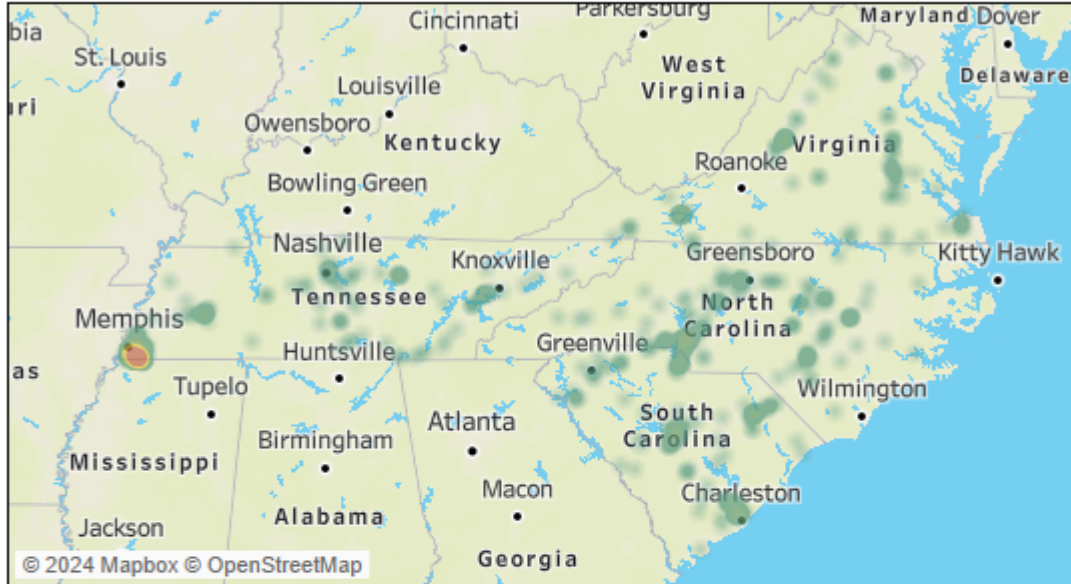 Parkersburg
Maryland
Dover
Cincinnati
bia
St. Louis
West
Virginia
Delaware
Louisville
uri
Owensboro
Kentucky
Virginia
Roanoke
Bowling Green
Nashville
Knoxville
Greensboro
Kitty Hawk
Tennessee
North
Carolina
Memphis
Greenville
Huntsville
as
Tupelo
Wilmington
South
Carolina
Atlanta
Birmingham
Mississippi
Macon
Charleston
Jackson
Alabama
Georgia
© 2024 Mapbox © OpenStreetMap